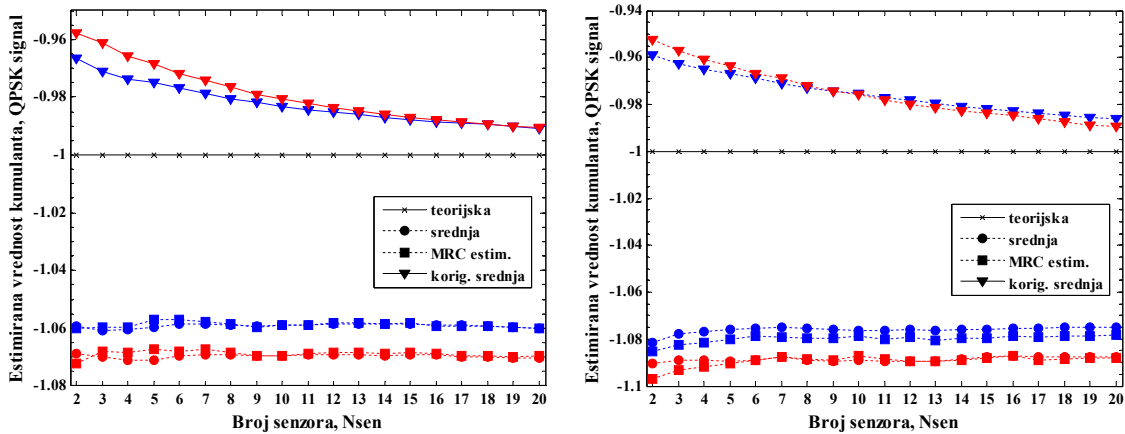 Estimirana vrednost kumulanta, QPSK signal
-0.96
-0.98
-1
-1.02
-1.04
-1.06
-1.08
teorijska
srednja
MRC estim.
korig. srednja
2 3 4 5 6 7 8 9 10 11 12 13 14 15 16 17 18 19 20
Broj senzora, Nsen
Estimirana vrednost kumulanta, QPSK signal
-0.94
-0.96
-0.98
-1
-1.02
-1.04
-1.06
-1.08
-1.1
teorijska
srednja
MRC estim.
korig. srednja
2 3 4 5 6 7 8 9 10 11 12 13 14 15 16 17 18 19 20
Broj senzora, Nsen